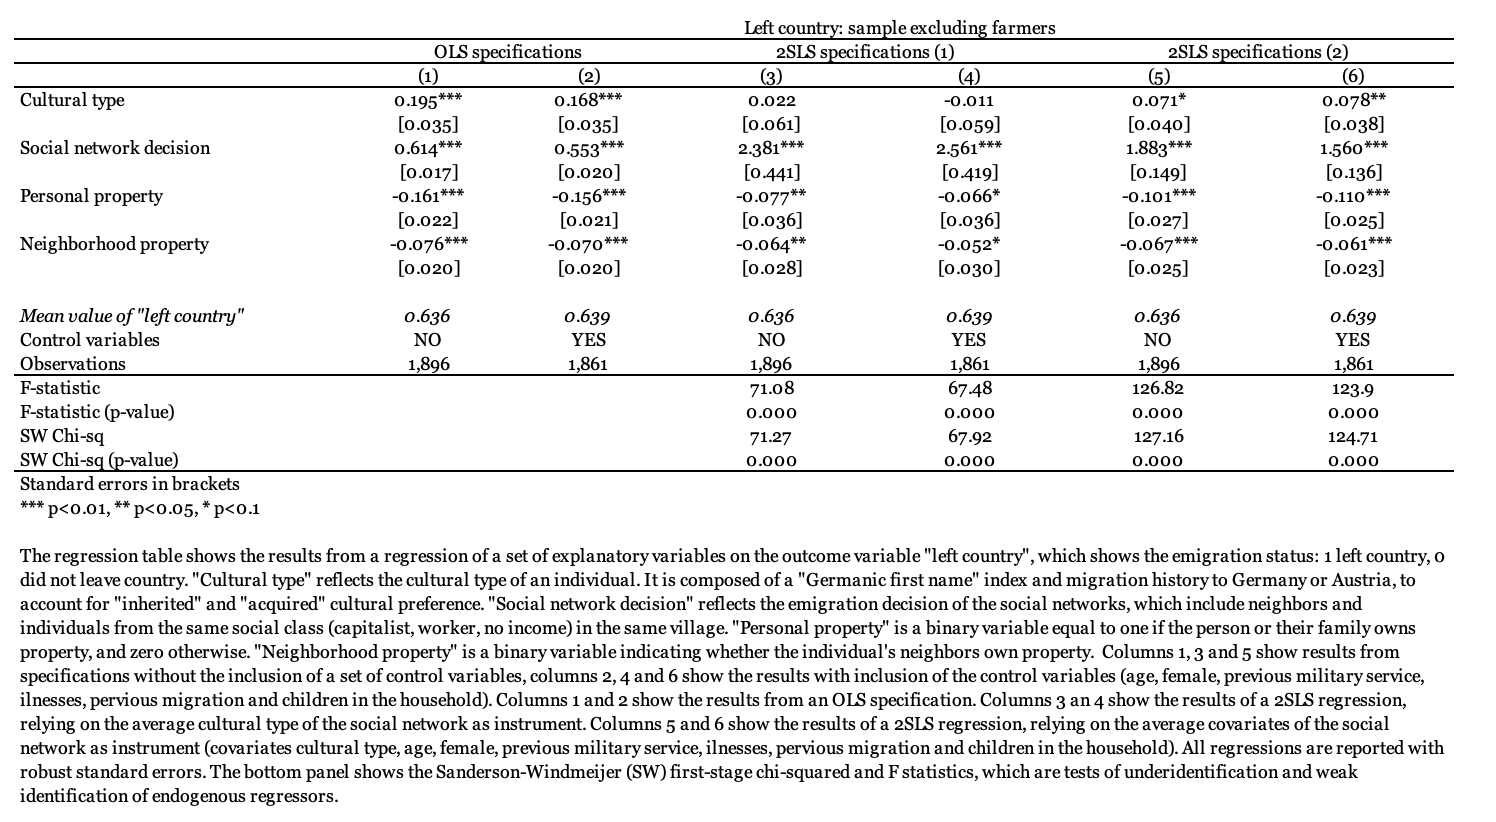 Left country: sample excluding farmers
OLS specifications 2SLS specifications (1) 2SLS specifications (2)
(1) (2) (3) (4) (5) (6)
Cultural type 0.195*** 0.168*** 0.022 -0.011 0.071* 0.078**
[0.035] [0.035] [0.061] [0.059] [0.040] [0.038]
Social network decision 0.614*** 0.553*** 2.381*** 2.561*** 1.883*** 1.560***
[0.017] [0.020] [0.441] [0.419] [0.149] [0.136]
Personal property -0.161*** -0.156*** -0.077** -0.066* -0.101*** -0.110***
[0.022] [0.021] [0.036] [0.036] [0.027] [0.025]
Neighborhood property -0.076*** -0.070*** -0.064** -0.052* -0.067*** -0.061***
[0.020] [0.020] [0.028] [0.030] [0.025] [0.023]
Mean value of "left country" 0.636 0.639 0.636 0.639 0.636 0.639
Control variables NO YES NO YES NO YES
Observations 1,896 1,861 1,896 1,861 1,896 1,861
F-statistic 71.08 67.48 126.82 123.9
F-statistic (p-value) 0.000 0.000 0.000 0.000
SW Chi-sq 71.27 67.92 127.16 124.71
SW Chi-sq (p-value) 0.000 0.000 0.000 0.000
Standard errors in brackets
*** p<0.01, ** p<0.05, * p<0.1
The regression table shows the results from a regression of a set of explanatory variables on the outcome variable "left country", which shows the emigration status: 1 left country, 0
did not leave country. "Cultural type" reflects the cultural type of an individual. It is composed of a "Germanic first name" index and migration history to Germany or Austria, to
account for "inherited" and "acquired" cultural preference. "Social network decision" reflects the emigration decision of the social networks, which include neighbors and
individuals from the same social class (capitalist, worker, no income) in the same village. "Personal property" is a binary variable equal to one if the person or their family owns
property, and zero otherwise. "Neighborhood property" is a binary variable indicating whether the individual's neighbors own property. Columns 1, 3 and 5 show results from
specifications without the inclusion of a set of control variables, columns 2, 4 and 6 show the results with inclusion of the control variables (age, female, previous military service,
ilnesses, pervious migration and children in the household). Columns 1 and 2 show the results from an OLS specification. Columns 3 an 4 show the results of a 2SLS regression,
relying on the average cultural type of the social network as instrument. Columns 5 and 6 show the results of a 2SLS regression, relying on the average covariates of the social
network as instrument (covariates cultural type, age, female, previous military service, ilnesses, pervious migration and children in the household). All regressions are reported with
robust standard errors. The bottom panel shows the Sanderson-Windmeijer (SW) first-stage chi-squared and F statistics, which are tests of underidentification and weak
identification of endogenous regressors.